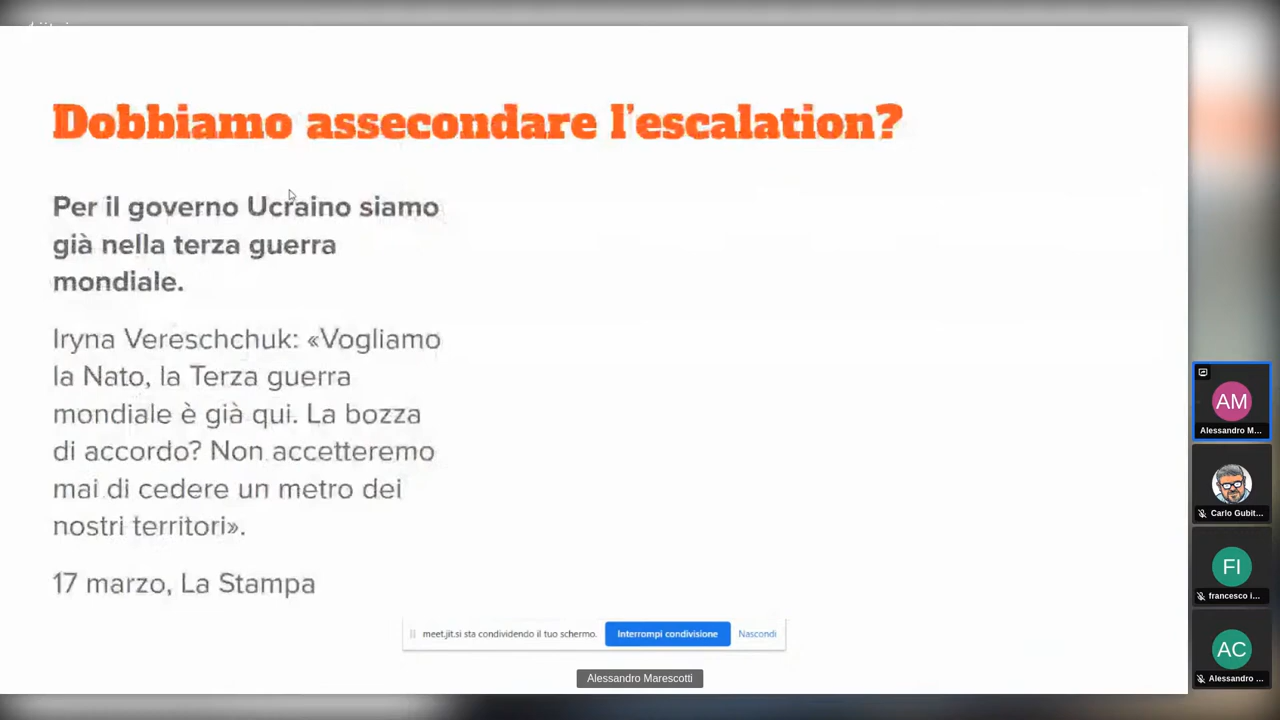 Dobbiamo assecondare l'escalation?
Per il governo Ucraino siamo
già nella terza guerra
mondiale.
Iryna Vereschchuk: «Vogliamo
la Nato, la Terza guerra
mondiale è già qui. La bozza
di accordo? Non accetteremo
mai di cedere un metro dei
nostri territori».
17 marzo, La Stampa
meet.jit.si sta condividendo il tuo schermo. Interrompi condivisione Nascondi
Alessandro Marescotti
AM
Alessandro M...
Carlo Gubit...
FI
francesco i...
AC
Alessandro ...